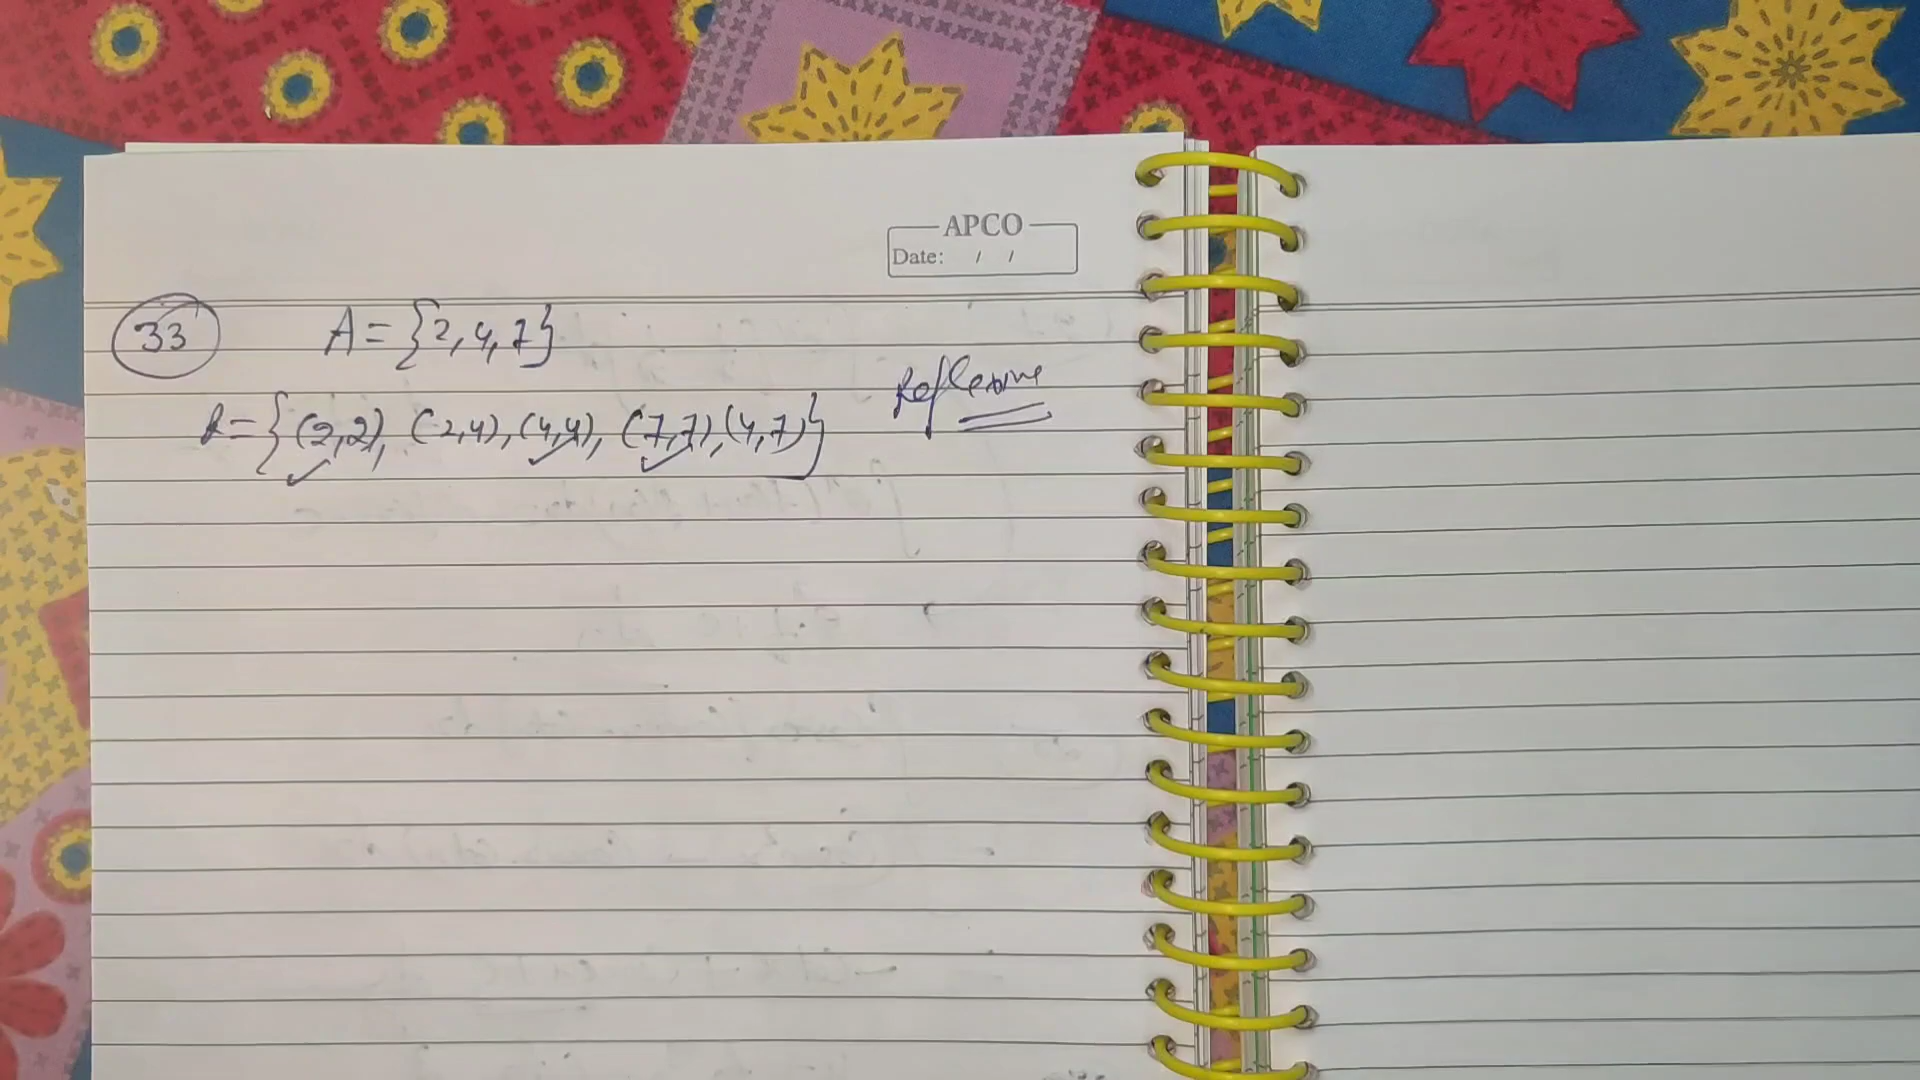 APCO
Date: / /
33 A = {2, 4, 7}
Reflexive
R = {(2,2), (2,4), (4,4), (7,7), (4,7)}